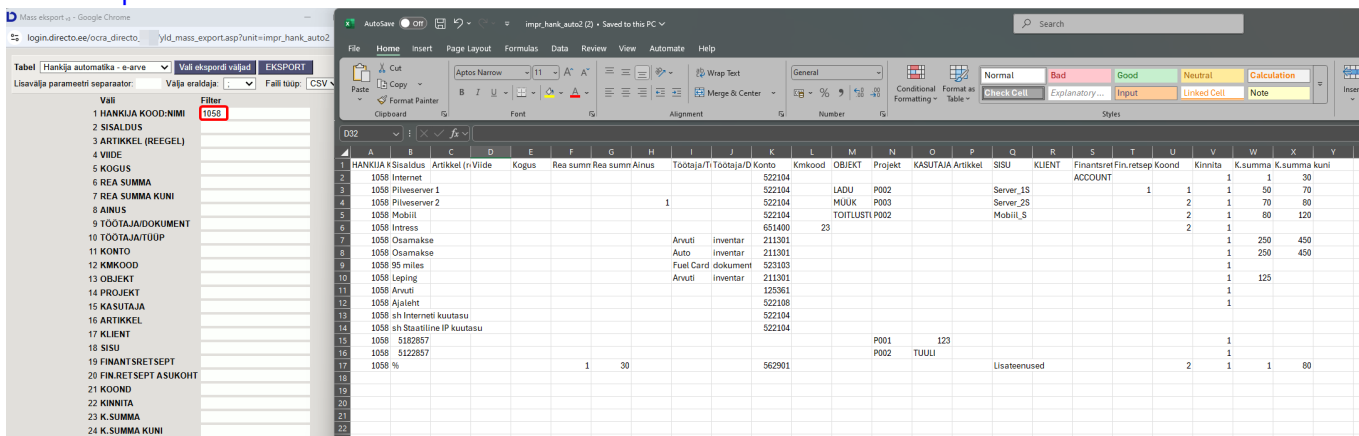 Mass eksport v2 - Google Chrome
login.directo.ee/ocra_directo_ /yld_mass_export.asp?unit=impr_hank_auto2
Tabel Hankija automatika - e-arve Vali ekspordi väljad EKSPORT
Lisavälja parameetri separaator: Välja eraldaja: ; Faili tüüp: CSV
Väli Filter
1 HANKIJA KOOD:NIMI 1058
2 SISALDUS
3 ARTIKKEL (REEGEL)
4 VIIDE
5 KOGUS
6 REA SUMMA
7 REA SUMMA KUNI
8 AINUS
9 TÖÖTAJA/DOKUMENT
10 TÖÖTAJA/TÜÜP
11 KONTO
12 KMKOOD
13 OBJEKT
14 PROJEKT
15 KASUTAJA
16 ARTIKKEL
17 KLIENT
18 SISU
19 FINANTSRETSEPT
20 FIN.RETSEPT ASUKOHT
21 KOOND
22 KINNITA
23 K.SUMMA
24 K.SUMMA KUNI
AutoSave Off impr_hank_auto2 (2) • Saved to this PC Search
File Home Insert Page Layout Formulas Data Review View Automate Help
Paste Cut Copy Format Painter Clipboard
Aptos Narrow 11 A A B I U A Font
Wrap Text Merge & Center Alignment
General % Number
Conditional Formatting Format as Table
Normal Bad Good Neutral Calculation
Check Cell Explanatory ... Input Linked Cell Note
Styles
Inser
D32 fx
A B C D E F G H I J K L M N O P Q R S T U V W X Y
1 HANKIJA K Sisaldus Artikkel (r Viide Kogus Rea summ Rea summ Ainus Töötaja/T Töötaja/D Konto Kmkood OBJEKT Projekt KASUTAJA Artikkel SISU KLIENT Finantsret Fin.retsep Koond Kinnita K.summa K.summa kuni
2 1058 Internet 522104 ACCOUNT 1 1 30
3 1058 Pilveserver 1 522104 LADU P002 Server_1S 1 1 1 50 70
4 1058 Pilveserver 2 1 522104 MÜÜK P003 Server_2S 2 1 70 80
5 1058 Mobiil 522104 TOITLUSTU P002 Mobiil_S 2 1 80 120
6 1058 Intress 651400 23 2 1
7 1058 Osamakse Arvuti inventar 211301 1 250 450
8 1058 Osamakse Auto inventar 211301 1 250 450
9 1058 95 miles Fuel Card dokument 523103 1
10 1058 Leping Arvuti inventar 211301 1 125
11 1058 Arvuti 125361 1
12 1058 Ajaleht 522108 1
13 1058 sh Interneti kuutasu 522104
14 1058 sh Staatiline IP kuutasu 522104
15 1058 5182857 P001 123 1
16 1058 5122857 P002 TUULI 1
17 1058 % 1 30 562901 Lisateenused 2 1 1 80
18
19
20
21
22